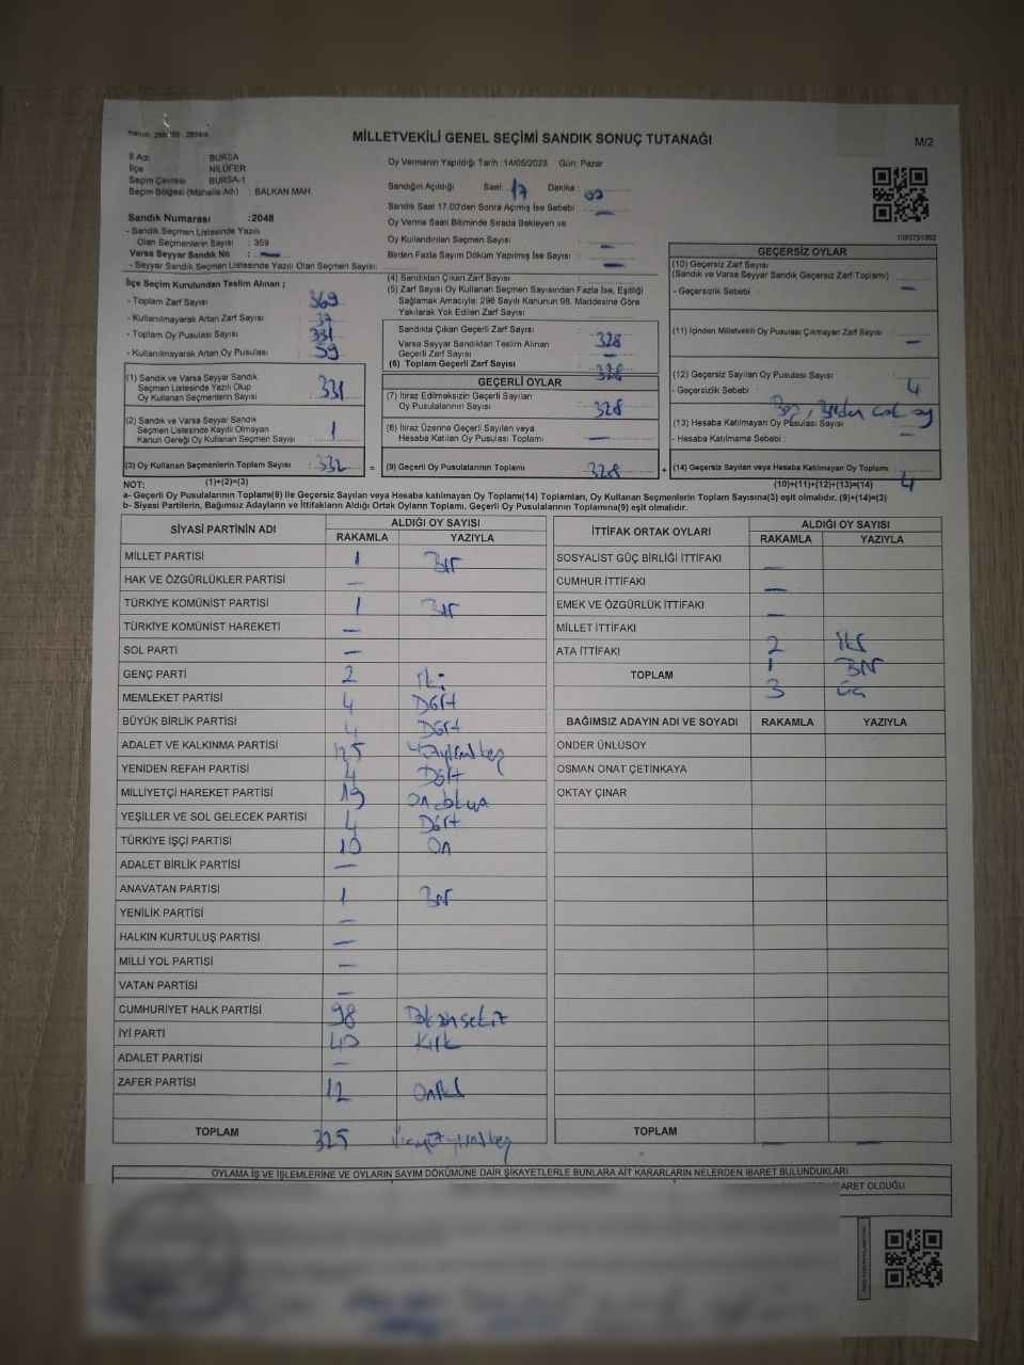 MİLLETVEKİLİ GENEL SEÇİMİ SANDIK SONUÇ TUTANAĞI
M/2
İl Adı : BURSA
İlçe : NİLÜFER
Seçim Çevresi : BURSA-1
Seçim Bölgesi (Mahalle Adı) : BALKAN MAH.
Sandık Numarası :2048
- Sandık Seçmen Listesinde Yazılı
Olan Seçmenlerin Sayısı : 359
Varsa Seyyar Sandık No : —
- Seyyar Sandık Seçmen Listesinde Yazılı Olan Seçmen Sayısı:
İlçe Seçim Kurulundan Teslim Alınan ;
- Toplam Zarf Sayısı : 369
- Kullanılmayarak Artan Zarf Sayısı : 37
- Toplam Oy Pusulası Sayısı
- Kullanılmayarak Artan Oy Pusulası : 59
(1) Sandık ve Varsa Seyyar Sandık
Seçmen Listesinde Yazılı Olup
Oy Kullanan Seçmenlerin Sayısı : 331
(2) Sandık ve Varsa Seyyar Sandık
Seçmen Listesinde Kayıtlı Olmayan
Kanun Gereği Oy Kullanan Seçmen Sayısı : 1
(3) Oy Kullanan Seçmenlerin Toplam Sayısı : 332 =
(1)+(2)=(3)
Oy Vermenin Yapıldığı Tarih :14/05/2023 Gün: Pazar
Sandığın Açıldığı Saat : 17 Dakika : 00
Sandık Saat 17.00'den Sonra Açılmış İse Sebebi : —
Oy Verme Saati Bitiminde Sırada Bekleyen ve
Oy Kullandırılan Seçmen Sayısı : —
Birden Fazla Sayım Döküm Yapılmış İse Sayısı : —
(4) Sandıktan Çıkan Zarf Sayısı
(5) Zarf Sayısı Oy Kullanan Seçmen Sayısından Fazla İse, Eşitliği
Sağlamak Amacıyla; 298 Sayılı Kanunun 98. Maddesine Göre
Yakılarak Yok Edilen Zarf Sayısı
Sandıkta Çıkan Geçerli Zarf Sayısı : 328
Varsa Seyyar Sandıktan Teslim Alınan
Geçerli Zarf Sayısı : —
(6) Toplam Geçerli Zarf Sayısı : 328
GEÇERLİ OYLAR
(7) İtiraz Edilmeksizin Geçerli Sayılan
Oy Pusulalarının Sayısı : 328
(8) İtiraz Üzerine Geçerli Sayılan veya
Hesaba Katılan Oy Pusulası Toplamı : —
(9) Geçerli Oy Pusulalarının Toplamı : 328 +
GEÇERSİZ OYLAR
(10) Geçersiz Zarf Sayısı
(Sandık ve Varsa Seyyar Sandık Geçersiz Zarf Toplamı)
- Geçersizlik Sebebi : —
(11) İçinden Milletvekili Oy Pusulası Çıkmayan Zarf Sayısı : —
(12) Geçersiz Sayılan Oy Pusulası Sayısı : 4
- Geçersizlik Sebebi : Boş, Birden çok oy
(13) Hesaba Katılmayan Oy Pusulası Sayısı : —
- Hesaba Katılmama Sebebi :
(14) Geçersiz Sayılan veya Hesaba Katılmayan Oy Toplamı : 4
(10)+(11)+(12)+(13)=(14)
NOT:
a- Geçerli Oy Pusulalarının Toplamı(9) ile Geçersiz Sayılan veya Hesaba katılmayan Oy Toplamı(14) Toplamları, Oy Kullanan Seçmenlerin Toplam Sayısına(3) eşit olmalıdır. (9)+(14)=(3)
b- Siyasi Partilerin, Bağımsız Adayların ve İttifakların Aldığı Ortak Oyların Toplamı, Geçerli Oy Pusulalarının Toplamına(9) eşit olmalıdır.
SİYASİ PARTİNİN ADI ALDIĞI OY SAYISI
RAKAMLA YAZIYLA
MİLLET PARTİSİ 1 Bir
HAK VE ÖZGÜRLÜKLER PARTİSİ —
TÜRKİYE KOMÜNİST PARTİSİ 1 Bir
TÜRKİYE KOMÜNİST HAREKETİ —
SOL PARTİ —
GENÇ PARTİ 2 İki
MEMLEKET PARTİSİ 4 Dört
BÜYÜK BİRLİK PARTİSİ 4 Dört
ADALET VE KALKINMA PARTİSİ 125
YENİDEN REFAH PARTİSİ 4 Dört
MİLLİYETÇİ HAREKET PARTİSİ 19 Ondokuz
YEŞİLLER VE SOL GELECEK PARTİSİ 4 Dört
TÜRKİYE İŞÇİ PARTİSİ 10 On
ADALET BİRLİK PARTİSİ —
ANAVATAN PARTİSİ 1 Bir
YENİLİK PARTİSİ —
HALKIN KURTULUŞ PARTİSİ —
MİLLİ YOL PARTİSİ —
VATAN PARTİSİ —
CUMHURİYET HALK PARTİSİ 98 Doksansekiz
İYİ PARTİ 40 Kırk
ADALET PARTİSİ —
ZAFER PARTİSİ 12 Oniki
TOPLAM 325
İTTİFAK ORTAK OYLARI ALDIĞI OY SAYISI
RAKAMLA YAZIYLA
SOSYALİST GÜÇ BİRLİĞİ İTTİFAKI —
CUMHUR İTTİFAKI —
EMEK VE ÖZGÜRLÜK İTTİFAKI —
MİLLET İTTİFAKI 2 İki
ATA İTTİFAKI 1 Bir
TOPLAM 3 Üç
BAĞIMSIZ ADAYIN ADI VE SOYADI RAKAMLA YAZIYLA
ÖNDER ÜNLÜSOY
OSMAN ONAT ÇETİNKAYA
OKTAY ÇINAR
TOPLAM — —
OYLAMA İŞ VE İŞLEMLERİNE VE OYLARIN SAYIM DÖKÜMÜNE DAİR ŞİKAYETLERLE BUNLARA AİT KARARLARIN NELERDEN İBARET BULUNDUKLARI
ARET OLDUĞU